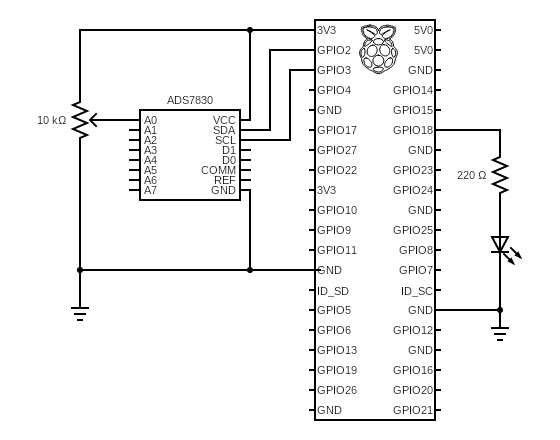 3V3 5V0
GPIO2 5V0
GPIO3 GND
GPIO4 GPIO14
GND GPIO15
GPIO17 GPIO18
GPIO27 GND
GPIO22 GPIO23
3V3 GPIO24
GPIO10 GND
GPIO9 GPIO25
GPIO11 GPIO8
GND GPIO7
ID_SD ID_SC
GPIO5 GND
GPIO6 GPIO12
GPIO13 GND
GPIO19 GPIO16
GPIO26 GPIO20
GND GPIO21
ADS7830
A0 VCC
A1 SDA
A2 SCL
A3 D1
A4 D0
A5 COMM
A6 REF
A7 GND
10 kΩ
220 Ω